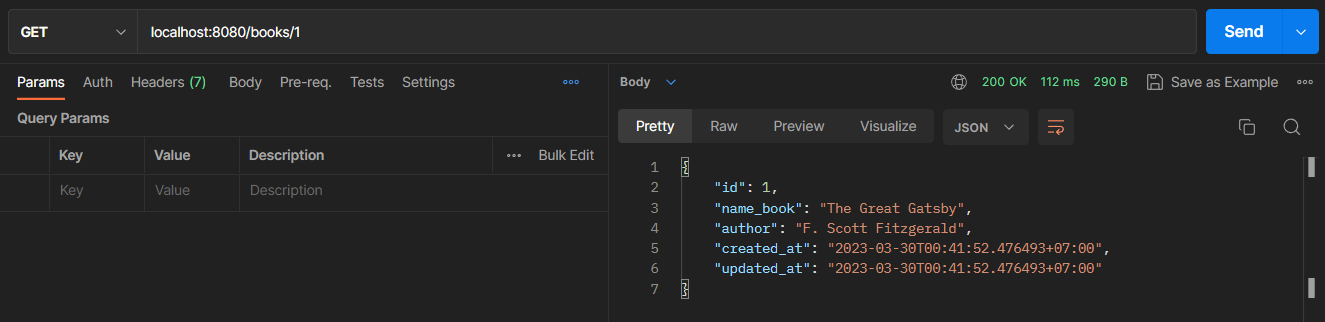 GET localhost:8080/books/1 Send
Params Auth Headers (7) Body Pre-req. Tests Settings
Query Params
Key Value Description Bulk Edit
Key Value Description
Body 200 OK 112 ms 290 B Save as Example
Pretty Raw Preview Visualize JSON
1 {
2 "id": 1,
3 "name_book": "The Great Gatsby",
4 "author": "F. Scott Fitzgerald",
5 "created_at": "2023-03-30T00:41:52.476493+07:00",
6 "updated_at": "2023-03-30T00:41:52.476493+07:00"
7 }